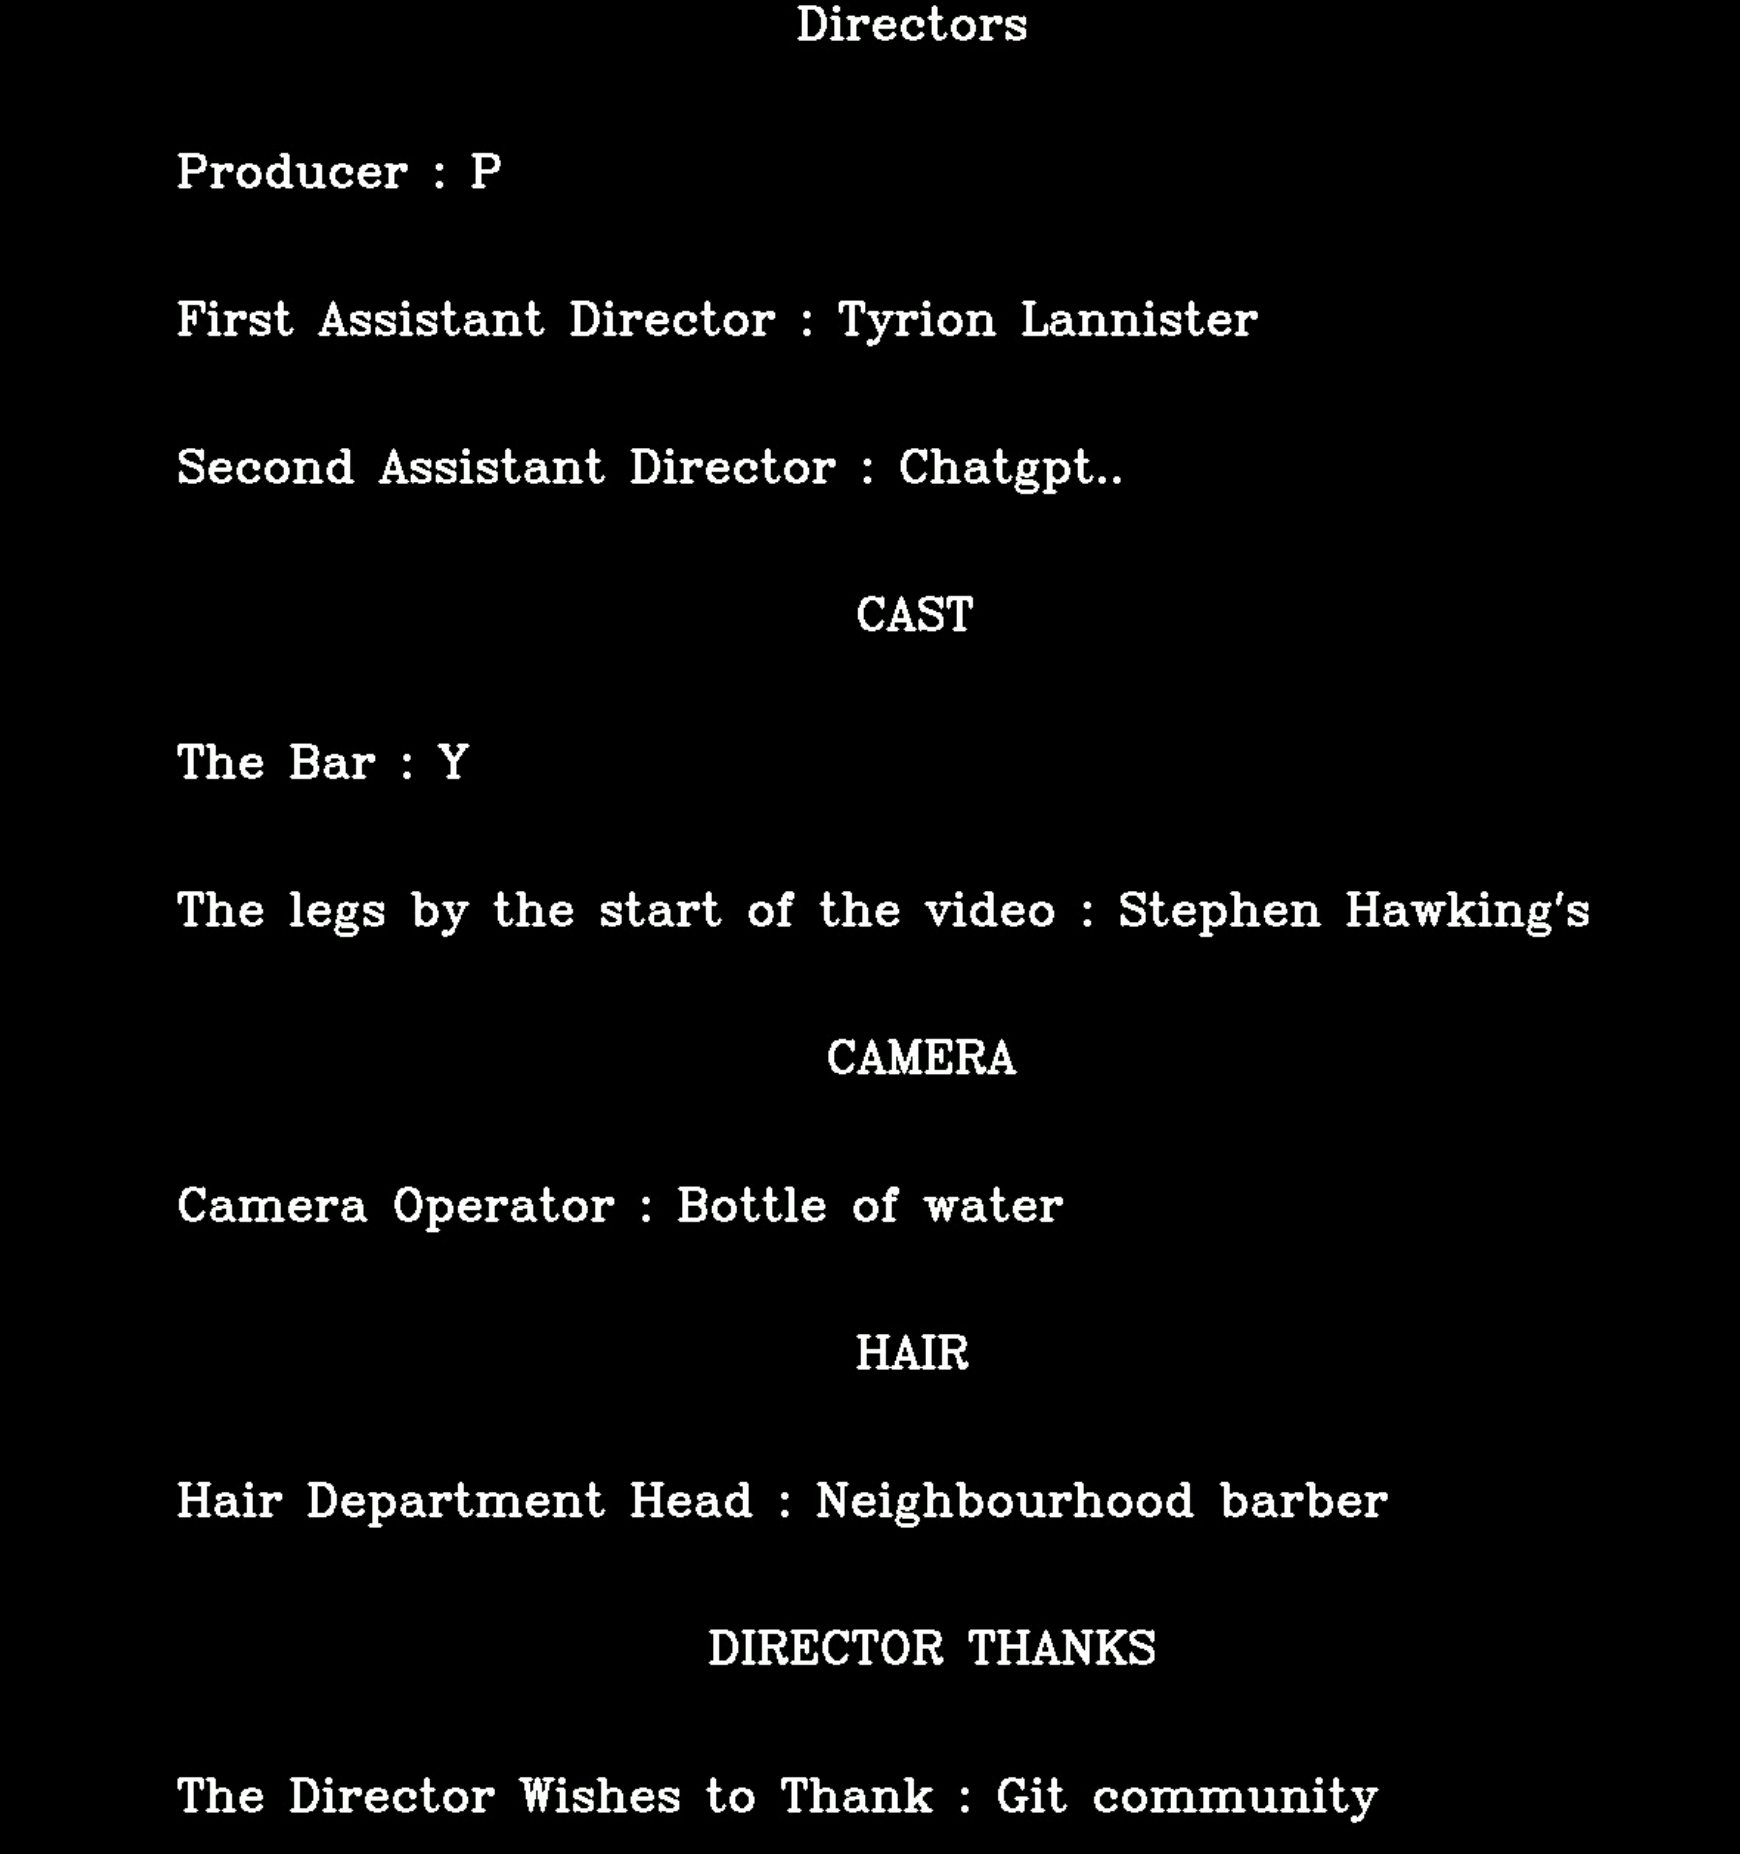 Directors
Producer : P
First Assistant Director : Tyrion Lannister
Second Assistant Director : Chatgpt..
CAST
The Bar : Y
The legs by the start of the video : Stephen Hawking's
CAMERA
Camera Operator : Bottle of water
HAIR
Hair Department Head : Neighbourhood barber
DIRECTOR THANKS
The Director Wishes to Thank : Git community